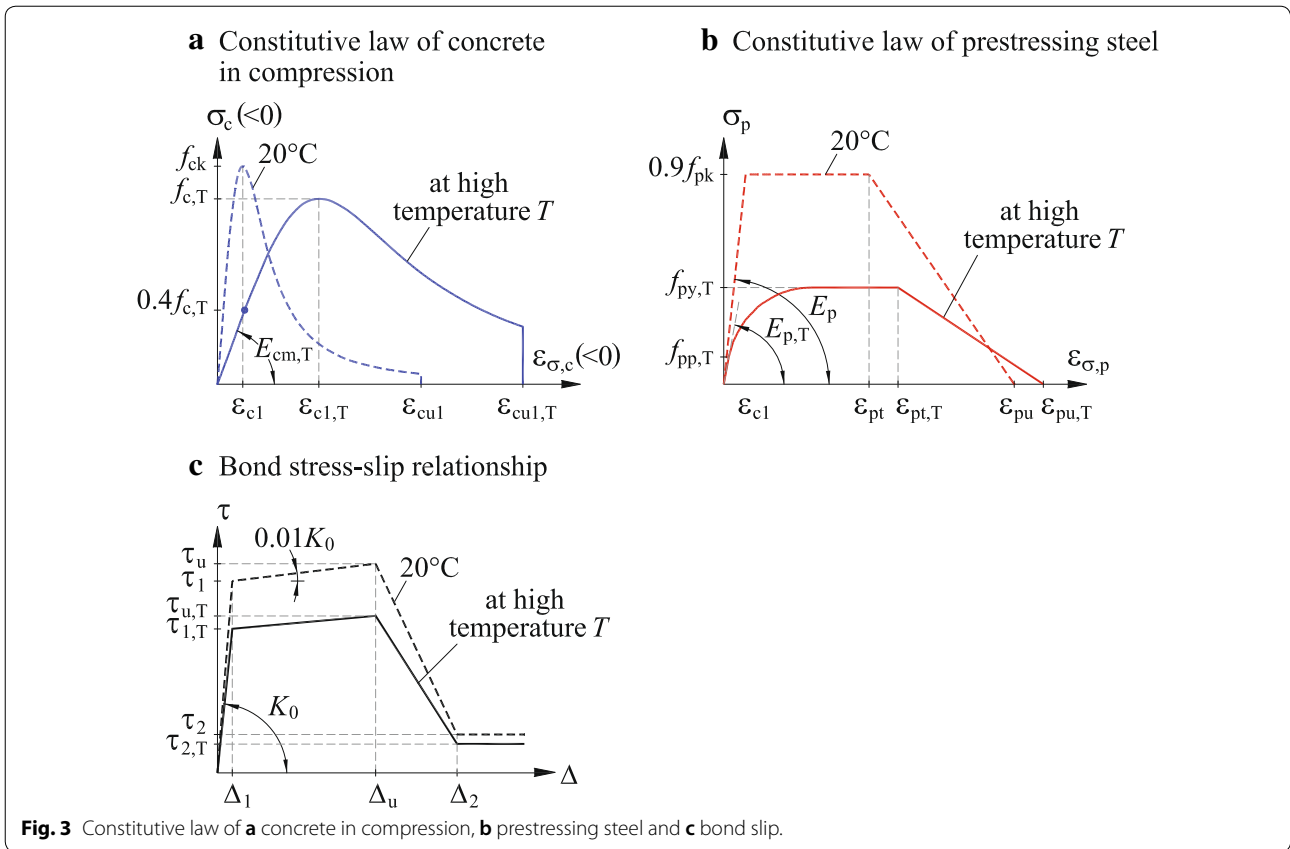 a Constitutive law of concrete
in compression
σc(<0)
fck
20°C
fc,T
at high
temperature T
0.4fc,T
Ecm,T
εσ,c(<0)
εc1
εc1,T
εcu1
εcu1,T
b Constitutive law of prestressing steel
σp
20°C
0.9fpk
at high
temperature T
fpy,T
Ep
Ep,T
fpp,T
εσ,p
εc1
εpt
εpt,T
εpu
εpu,T
c Bond stress-slip relationship
τ
0.01K0
τu
20°C
τ1
τu,T
at high
temperature T
τ1,T
K0
τ2
τ2,T
Δ
Δ1
Δu
Δ2
Fig. 3 Constitutive law of a concrete in compression, b prestressing steel and c bond slip.